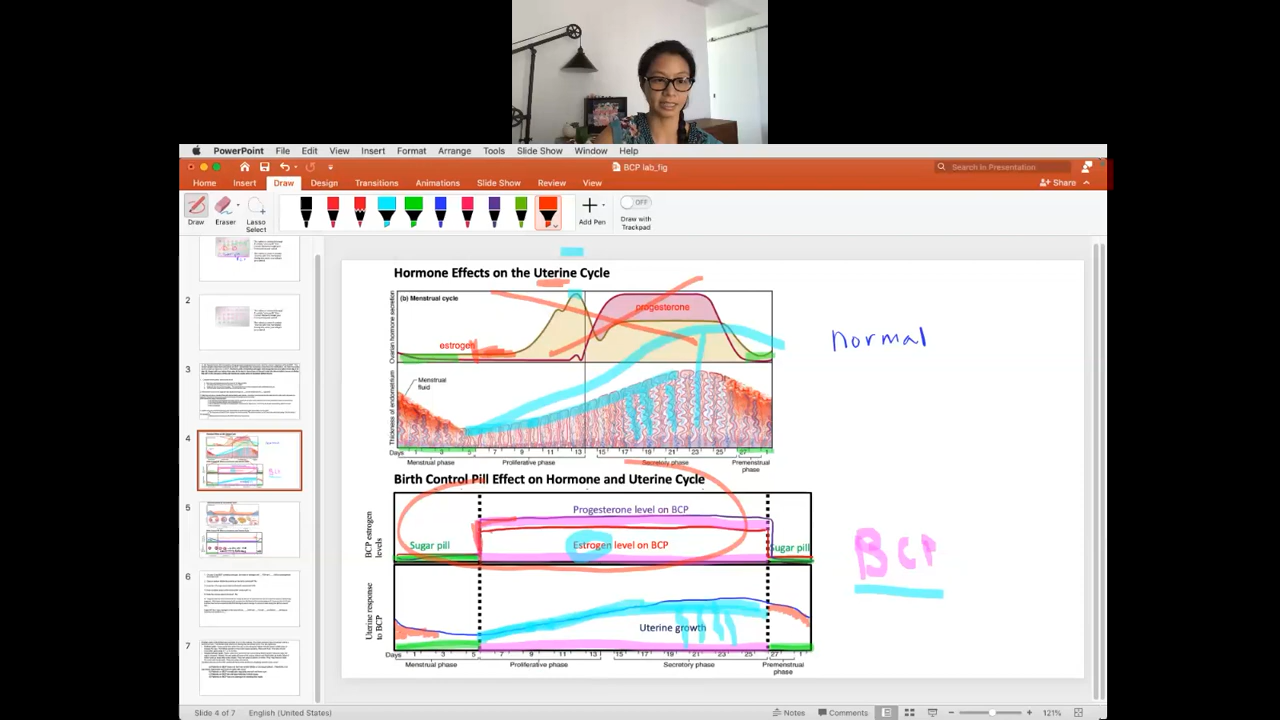 PowerPoint File Edit View Insert Format Arrange Tools Slide Show Window Help
BCP lab_fig
Search in Presentation
Home Insert Draw Design Transitions Animations Slide Show Review View
Share
OFF
Draw Eraser Lasso Select Add Pen Draw with Trackpad
2
3
4
5
6
7
Hormone Effects on the Uterine Cycle
(b) Menstrual cycle
Ovarian hormone secretion
progesterone
estrogen
normal
Menstrual
fluid
Thickness of endometrium
Days 1 3 5 7 9 11 13 15 17 19 21 23 25 27 1
Menstrual phase Proliferative phase Secretory phase Premenstrual
phase
Birth Control Pill Effect on Hormone and Uterine Cycle
BCP estrogen
levels
Progesterone level on BCP
Sugar pill Estrogen level on BCP Sugar pill
BCP
Uterine response
to BCP
Uterine growth
Days 1 3 5 7 9 11 13 15 17 19 21 23 25 27 1
Menstrual phase Proliferative phase Secretory phase Premenstrual
phase
Slide 4 of 7 English (United States) Notes Comments 121%